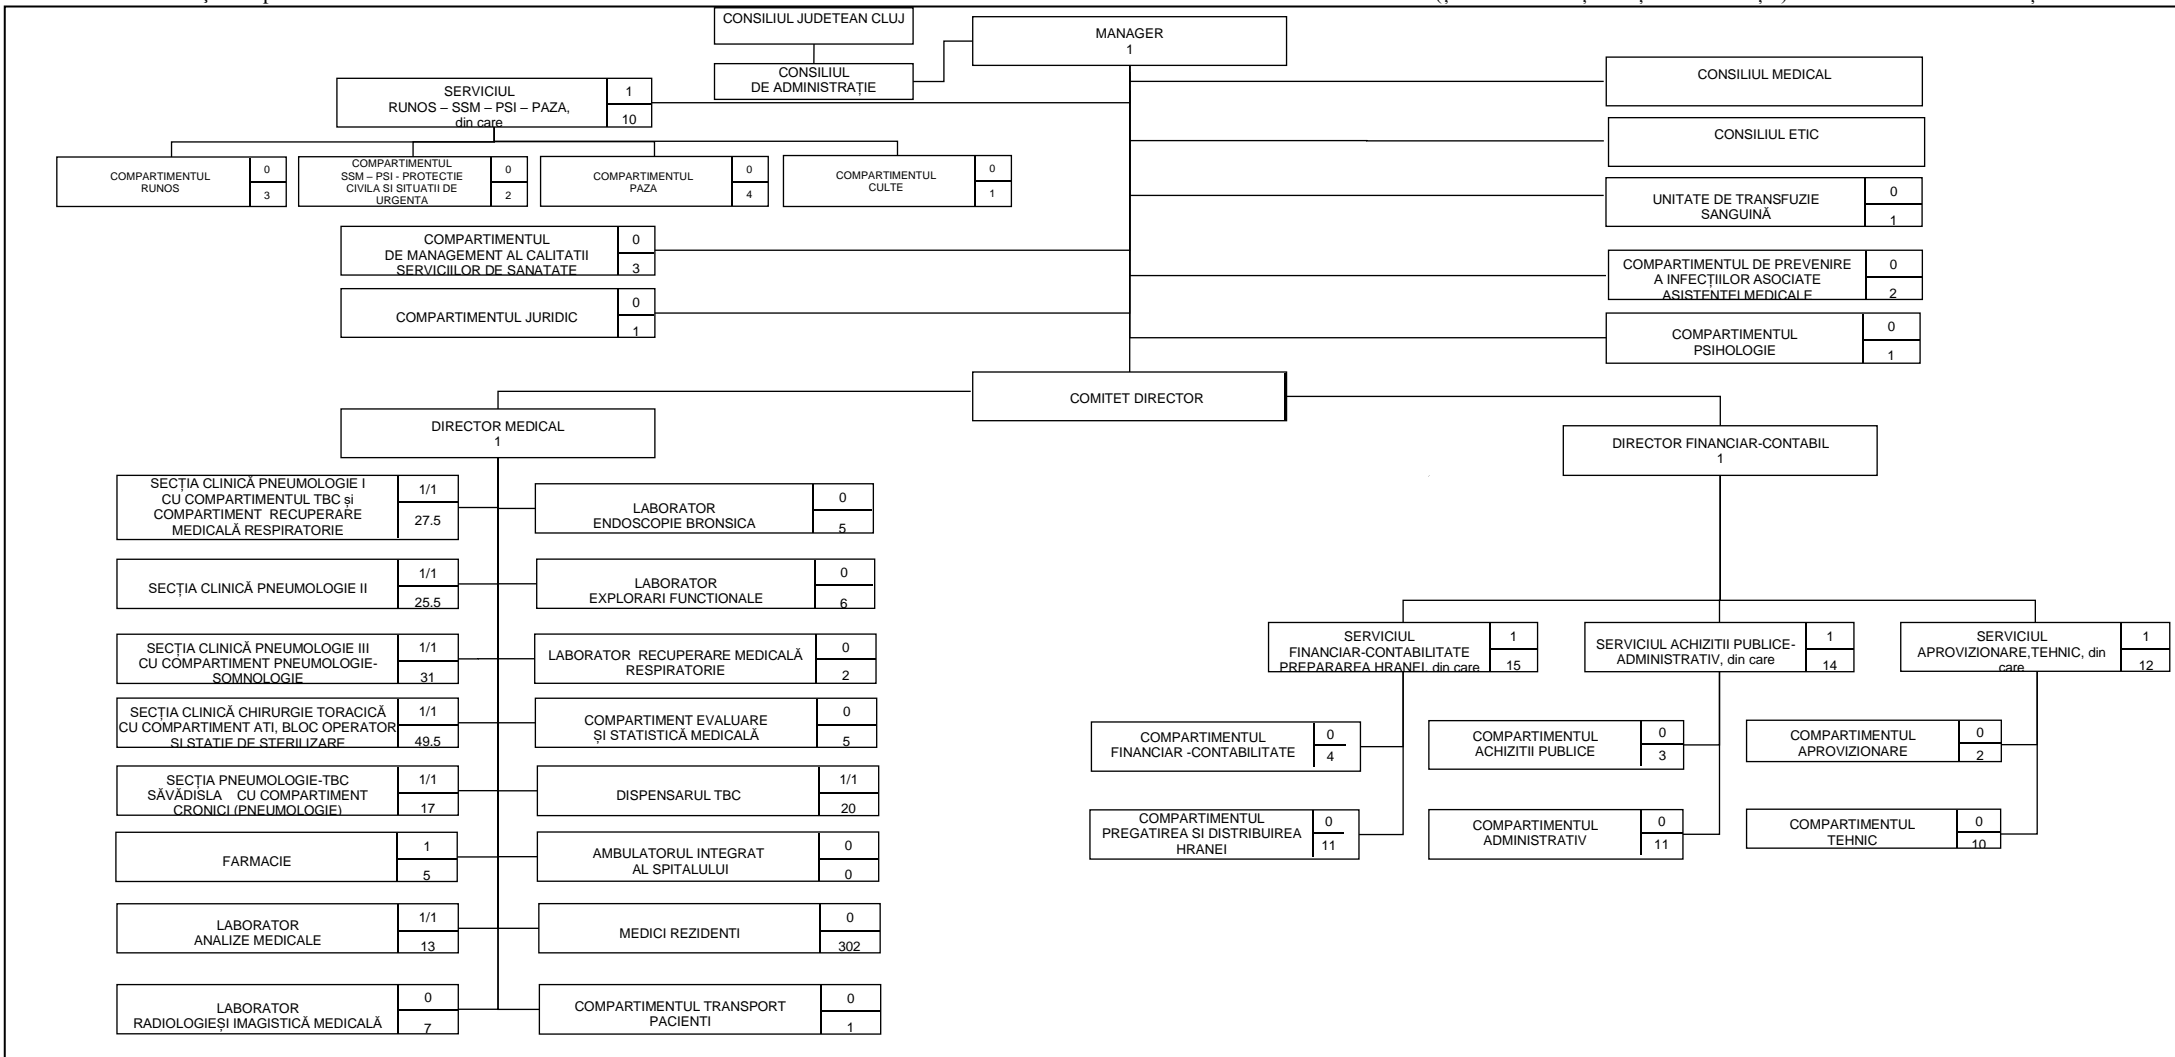 CONSILIUL JUDETEAN CLUJ
MANAGER
1
CONSILIUL
DE ADMINISTRAȚIE
CONSILIUL MEDICAL
SERVICIUL
RUNOS – SSM – PSI – PAZA,
din care
1
10
CONSILIUL ETIC
COMPARTIMENTUL
RUNOS
0
3
COMPARTIMENTUL
SSM – PSI - PROTECTIE
CIVILA SI SITUATII DE
URGENTA
0
2
COMPARTIMENTUL
PAZA
0
4
COMPARTIMENTUL
CULTE
0
1
UNITATE DE TRANSFUZIE
SANGUINĂ
0
1
COMPARTIMENTUL
DE MANAGEMENT AL CALITATII
SERVICIILOR DE SANATATE
0
3
COMPARTIMENTUL DE PREVENIRE
A INFECȚIILOR ASOCIATE
ASISTENTEI MEDICALE
0
2
COMPARTIMENTUL JURIDIC
0
1
COMPARTIMENTUL
PSIHOLOGIE
0
1
COMITET DIRECTOR
DIRECTOR MEDICAL
1
DIRECTOR FINANCIAR-CONTABIL
1
SECȚIA CLINICĂ PNEUMOLOGIE I
CU COMPARTIMENTUL TBC și
COMPARTIMENT RECUPERARE
MEDICALĂ RESPIRATORIE
1/1
27.5
LABORATOR
ENDOSCOPIE BRONSICA
0
5
SECȚIA CLINICĂ PNEUMOLOGIE II
1/1
25.5
LABORATOR
EXPLORARI FUNCTIONALE
0
6
SECȚIA CLINICĂ PNEUMOLOGIE III
CU COMPARTIMENT PNEUMOLOGIE-
SOMNOLOGIE
1/1
31
LABORATOR RECUPERARE MEDICALĂ
RESPIRATORIE
0
2
SECȚIA CLINICĂ CHIRURGIE TORACICĂ
CU COMPARTIMENT ATI, BLOC OPERATOR
SI STATIE DE STERILIZARE
1/1
49.5
COMPARTIMENT EVALUARE
ȘI STATISTICĂ MEDICALĂ
0
5
SECȚIA PNEUMOLOGIE-TBC
SĂVĂDISLA CU COMPARTIMENT
CRONICI (PNEUMOLOGIE)
1/1
17
DISPENSARUL TBC
1/1
20
FARMACIE
1
5
AMBULATORUL INTEGRAT
AL SPITALULUI
0
0
LABORATOR
ANALIZE MEDICALE
1/1
13
MEDICI REZIDENTI
0
302
LABORATOR
RADIOLOGIEȘI IMAGISTICĂ MEDICALĂ
0
7
COMPARTIMENTUL TRANSPORT
PACIENTI
0
1
SERVICIUL
FINANCIAR-CONTABILITATE
PREPARAREA HRANEI, din care
1
15
SERVICIUL ACHIZITII PUBLICE-
ADMINISTRATIV, din care
1
14
SERVICIUL
APROVIZIONARE,TEHNIC, din
care
1
12
COMPARTIMENTUL
FINANCIAR -CONTABILITATE
0
4
COMPARTIMENTUL
ACHIZITII PUBLICE
0
3
COMPARTIMENTUL
APROVIZIONARE
0
2
COMPARTIMENTUL
PREGATIREA SI DISTRIBUIREA
HRANEI
0
11
COMPARTIMENTUL
ADMINISTRATIV
0
11
COMPARTIMENTUL
TEHNIC
0
10